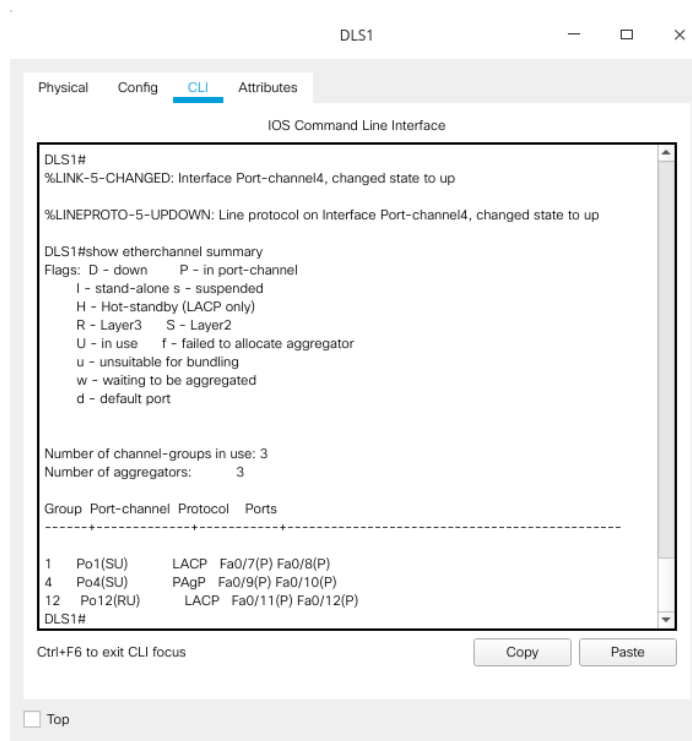 DLS1
Physical Config CLI Attributes
IOS Command Line Interface
DLS1#
%LINK-5-CHANGED: Interface Port-channel4, changed state to up
%LINEPROTO-5-UPDOWN: Line protocol on Interface Port-channel4, changed state to up
DLS1#show etherchannel summary
Flags: D - down P - in port-channel
I - stand-alone s - suspended
H - Hot-standby (LACP only)
R - Layer3 S - Layer2
U - in use f - failed to allocate aggregator
u - unsuitable for bundling
w - waiting to be aggregated
d - default port
Number of channel-groups in use: 3
Number of aggregators: 3
Group Port-channel Protocol Ports
------+-------------+-----------+----------------------------------------------
1 Po1(SU) LACP Fa0/7(P) Fa0/8(P)
4 Po4(SU) PAgP Fa0/9(P) Fa0/10(P)
12 Po12(RU) LACP Fa0/11(P) Fa0/12(P)
DLS1#
Ctrl+F6 to exit CLI focus
Copy Paste
Top